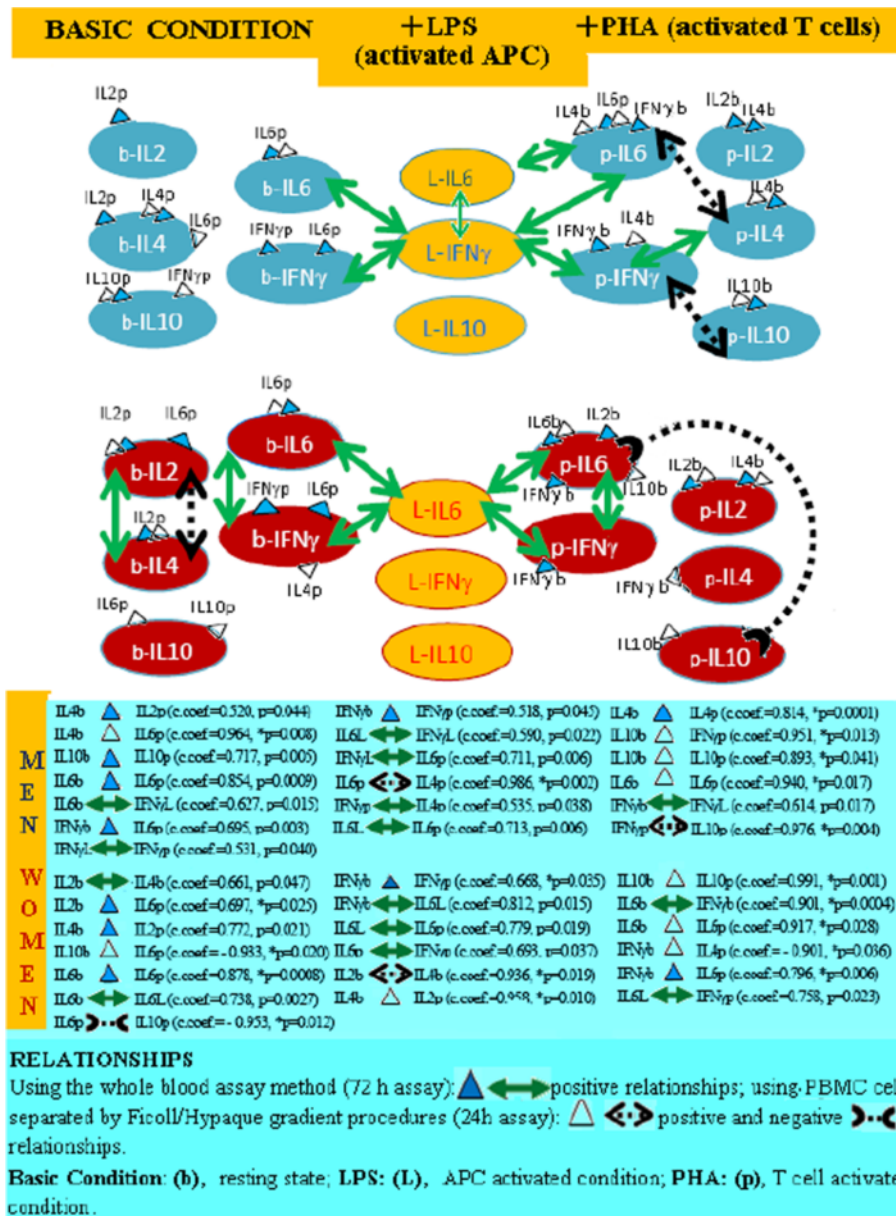 BASIC CONDITION
+LPS
(activated APC)
+PHA (activated T cells)
IL2p
b-IL2
IL6p
b-IL6
L-IL6
IL4b IL6p IFNγ b
p-IL6
IL2b IL4b
p-IL2
IL2p IL4p IL6p
b-IL4
IFNγp IL6p
b-IFNγ
L-IFNγ
IFNγ b IL4b
p-IFNγ
IL4b
p-IL4
IL10p IFNγp
b-IL10
L-IL10
IL10b
p-IL10
IL2p IL6p
b-IL2
IL6p
b-IL6
IL6b IL2b
p-IL6
IFNγ b IL10b
IL2b IL4b
p-IL2
IL2p
b-IL4
IFNγp IL6p
b-IFNγ
IL4p
L-IL6
p-IFNγ
IFNγ b
L-IFNγ
IFNγ b
p-IL4
IL6p IL10p
b-IL10
L-IL10
IL10b
p-IL10
MEN
IL4b IL2p (c.coef.=0.520, p=0.044) IFNγb IFNγp (c.coef.=0.518, p=0.045) IL4b IL4p (c.coef.=0.814, *p=0.0001)
IL4b IL6p (c.coef.=0.964, *p=0.008) IL6L IFNγL (c.coef.=0.590, p=0.022) IL10b IFNγp (c.coef.=0.951, *p=0.013)
IL10b IL10p (c.coef.=0.717, p=0.005) IFNγL IL6p (c.coef.=0.711, p=0.006) IL10b IL10p (c.coef.=0.893, *p=0.041)
IL6b IL6p (c.coef.=0.854, p=0.0009) IL6p IL4p (c.coef.=0.986, *p=0.002) IL6b IL6p (c.coef.=0.940, *p=0.017)
IL6b IFNγL (c.coef.=0.627, p=0.015) IFNγp IL4p (c.coef.=0.535, p=0.038) IFNγb IFNγL (c.coef.=0.614, p=0.017)
IFNγb IL6p (c.coef.=0.695, p=0.003) IL6L IL6p (c.coef.=0.713, p=0.006) IFNγp IL10p (c.coef.=0.976, *p=0.004)
IFNγL IFNγp (c.coef.=0.531, p=0.040)
WOMEN
IL2b IL4b (c.coef.=0.661, p=0.047) IFNγb IFNγp (c.coef.=0.668, *p=0.035) IL10b IL10p (c.coef.=0.991, *p=0.001)
IL2b IL6p (c.coef.=0.697, *p=0.025) IFNγb IL6L (c.coef.=0.812, p=0.015) IL6b IFNγb (c.coef.=0.901, *p=0.0004)
IL4b IL2p (c.coef.=0.772, p=0.021) IL6L IL6p (c.coef.=0.779, p=0.019) IL6b IL6p (c.coef.=0.917, *p=0.028)
IL10b IL6p (c.coef.= -0.933, *p=0.020) IL6p IFNγp (c.coef.=0.693, p=0.037) IFNγb IL4p (c.coef.= -0.901, *p=0.036)
IL6b IL6p (c.coef.=0.878, *p=0.0008) IL2b IL4b (c.coef.=0.936, *p=0.019) IFNγb IL6p (c.coef.=0.796, *p=0.006)
IL6b IL6L (c.coef.=0.738, p=0.0027) IL4b IL2p (c.coef.=0.958, *p=0.010) IL6L IFNγp (c.coef.=0.758, p=0.023)
IL6p IL10p (c.coef.= -0.953, *p=0.012)
RELATIONSHIPS
Using the whole blood assay method (72 h assay): positive relationships; using PBMC cel
separated by Ficoll/Hypaque gradient procedures (24h assay): positive and negative
relationships.
Basic Condition: (b), resting state; LPS: (L), APC activated condition; PHA: (p), T cell activate
condition.